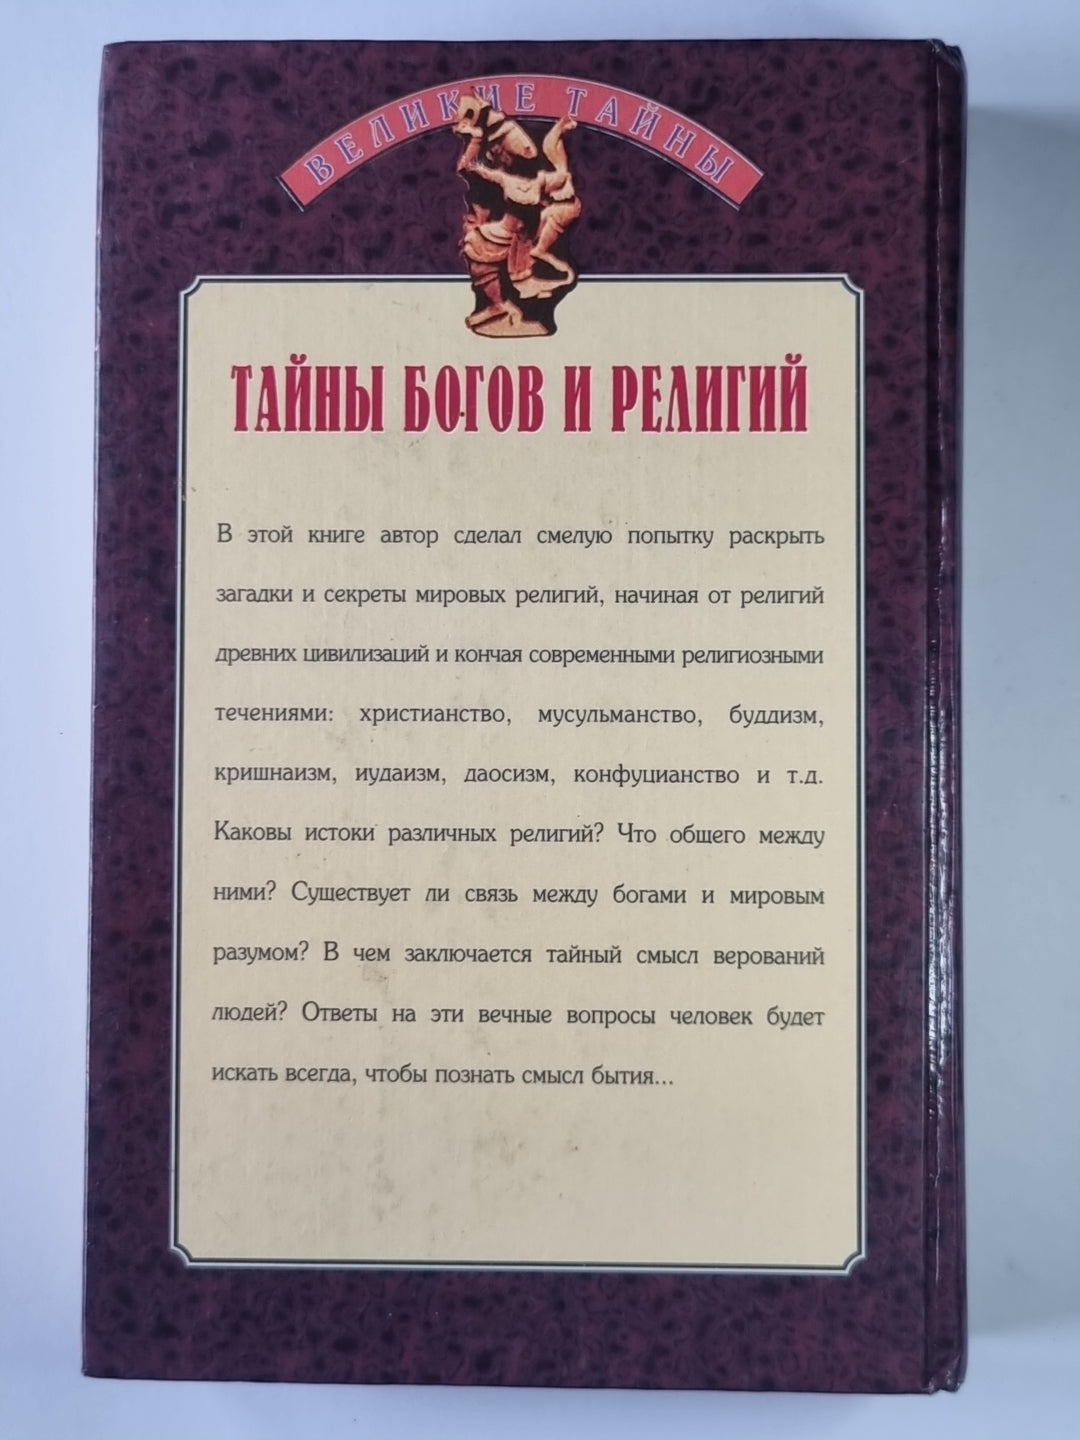 ВЕЛИКИЕ ТАЙНЫ
ТАЙНЫ БОГОВ И РЕЛИГИЙ
В этой книге автор сделал смелую попытку раскрыть
загадки и секреты мировых религий, начиная от религий
древних цивилизаций и кончая современными религиозными
течениями: христианство, мусульманство, буддизм,
кришнаизм, иудаизм, даосизм, конфуцианство и т.д.
Каковы истоки различных религий? Что общего между
ними? Существует ли связь между богами и мировым
разумом? В чем заключается тайный смысл верований
людей? Ответы на эти вечные вопросы человек будет
искать всегда, чтобы познать смысл бытия...